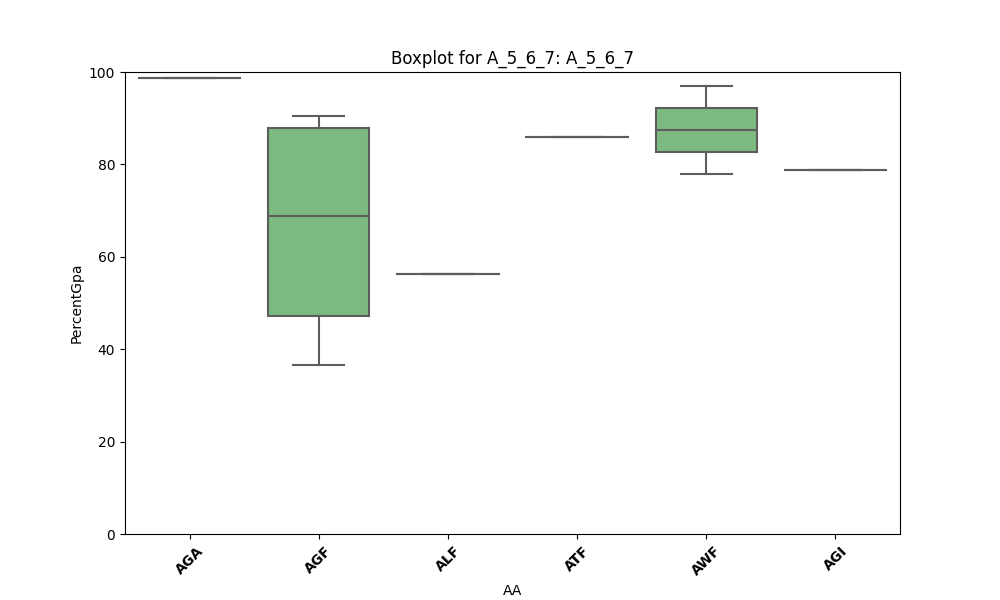 Boxplot for A_5_6_7: A_5_6_7
100
80
60
40
20
0
PercentGpa
AGA
AGF
ALF
ATF
AWF
AGI
AA